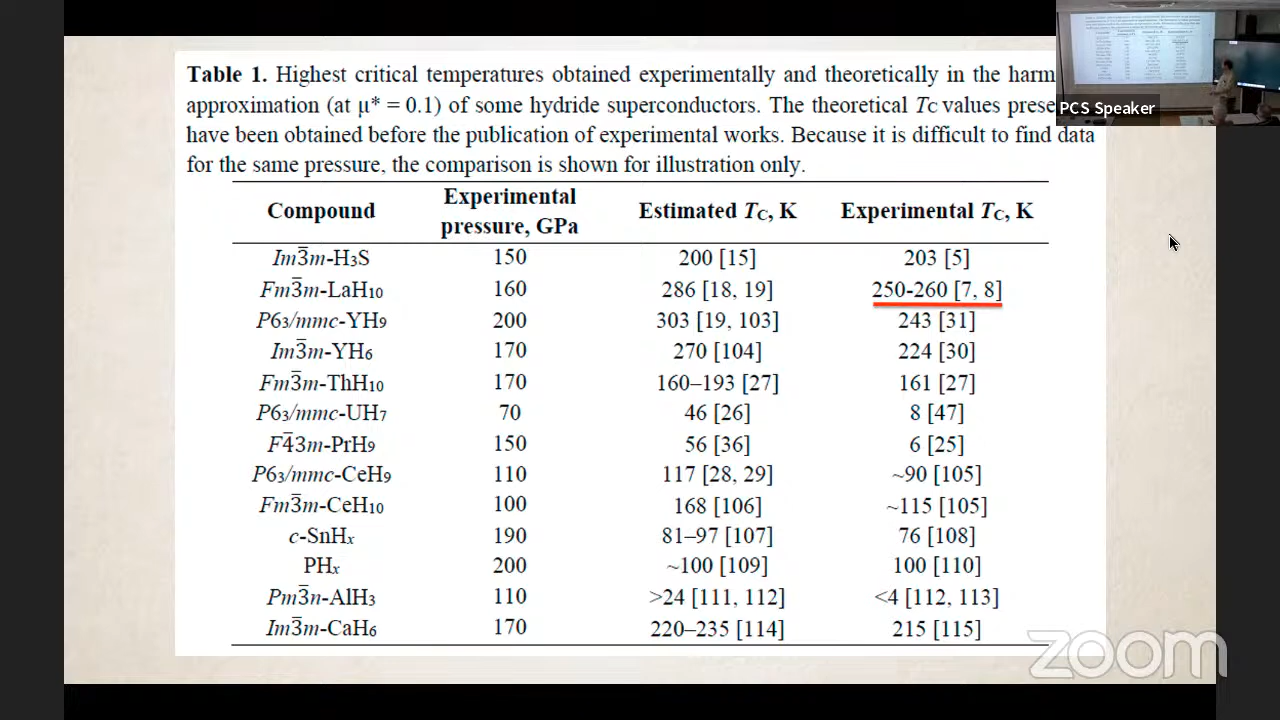 Table 1. Highest critical temperatures obtained experimentally and theoretically in the harm
approximation (at μ* = 0.1) of some hydride superconductors. The theoretical TC values prese
have been obtained before the publication of experimental works. Because it is difficult to find data
for the same pressure, the comparison is shown for illustration only.
Compound Experimental pressure, GPa Estimated TC, K Experimental TC, K
Im3̅m-H3S 150 200 [15] 203 [5]
Fm3̅m-LaH10 160 286 [18, 19] 250-260 [7, 8]
P63/mmc-YH9 200 303 [19, 103] 243 [31]
Im3̅m-YH6 170 270 [104] 224 [30]
Fm3̅m-ThH10 170 160–193 [27] 161 [27]
P63/mmc-UH7 70 46 [26] 8 [47]
F4̅3m-PrH9 150 56 [36] 6 [25]
P63/mmc-CeH9 110 117 [28, 29] ~90 [105]
Fm3̅m-CeH10 100 168 [106] ~115 [105]
c-SnHx 190 81–97 [107] 76 [108]
PHx 200 ~100 [109] 100 [110]
Pm3̅n-AlH3 110 >24 [111, 112] <4 [112, 113]
Im3̅m-CaH6 170 220–235 [114] 215 [115]
PCS Speaker
zoom